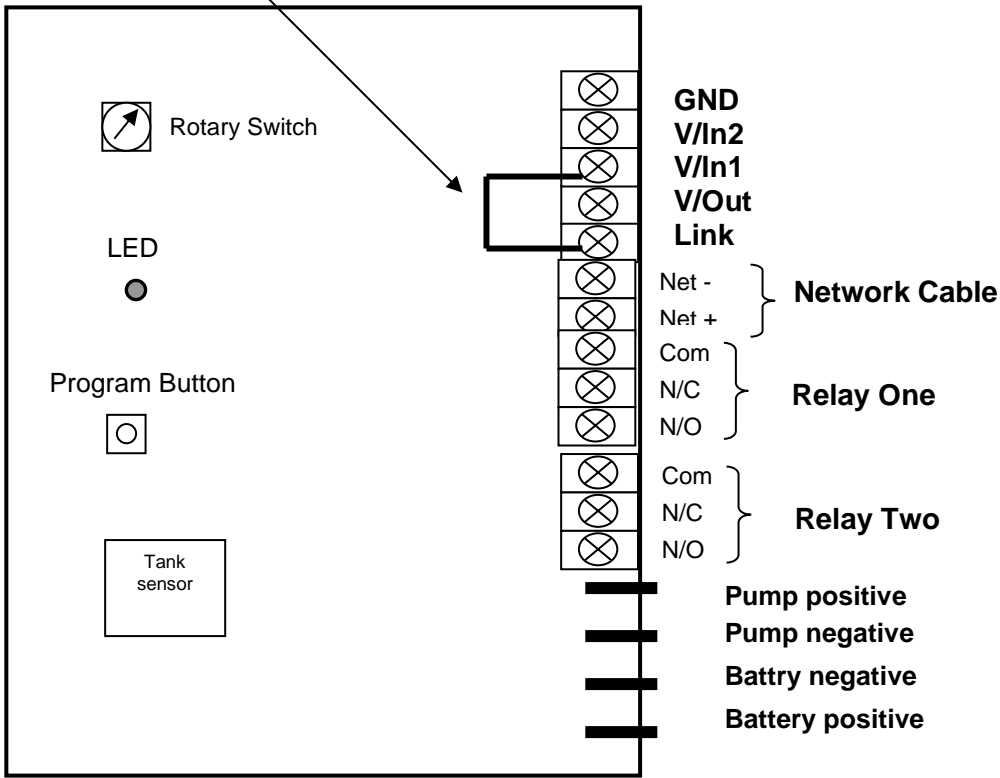 GND
Rotary Switch
V/In2
V/In1
V/Out
Link
LED
Net -
Network Cable
Net +
Com
Program Button
N/C
Relay One
N/O
Com
N/C
Relay Two
N/O
Tank
sensor
Pump positive
Pump negative
Battry negative
Battery positive